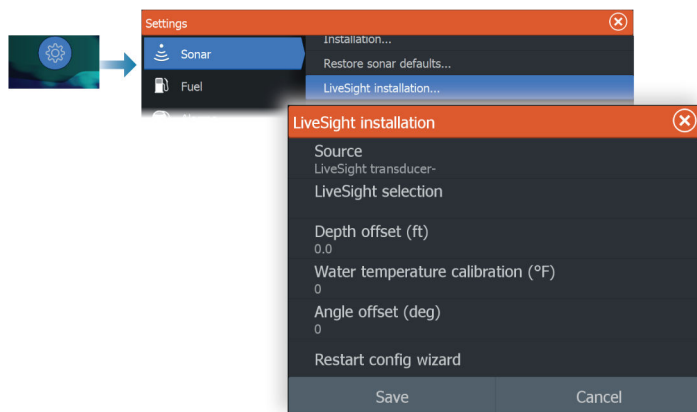 Settings
Sonar
Fuel
Installation...
Restore sonar defaults...
LiveSight installation...
LiveSight installation
Source
LiveSight transducer-
LiveSight selection
Depth offset (ft)
0.0
Water temperature calibration (°F)
0
Angle offset (deg)
0
Restart config wizard
Save
Cancel